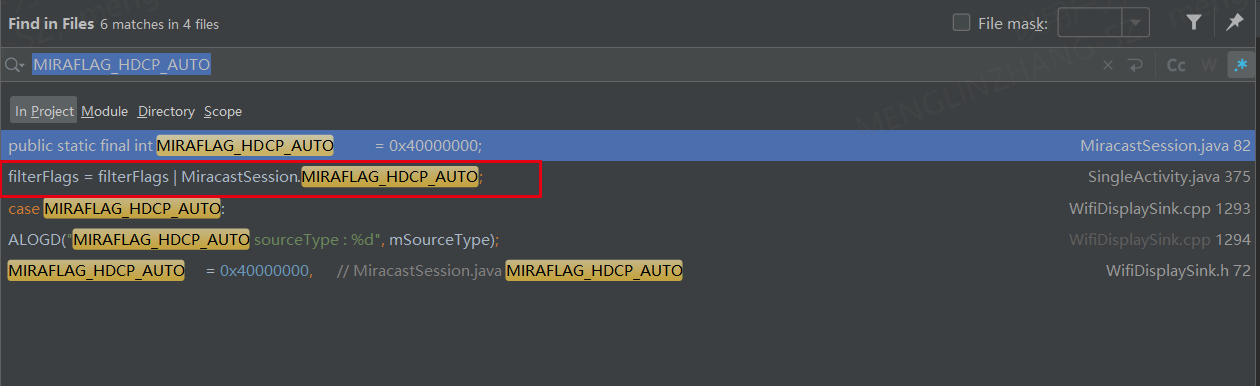 Find in Files 6 matches in 4 files File mask:
MIRAFLAG_HDCP_AUTO Cc W .*
In Project Module Directory Scope
public static final int MIRAFLAG_HDCP_AUTO = 0x40000000; MiracastSession.java 82
filterFlags = filterFlags | MiracastSession.MIRAFLAG_HDCP_AUTO; SingleActivity.java 375
case MIRAFLAG_HDCP_AUTO: WifiDisplaySink.cpp 1293
ALOGD("MIRAFLAG_HDCP_AUTO sourceType : %d", mSourceType); WifiDisplaySink.cpp 1294
MIRAFLAG_HDCP_AUTO = 0x40000000, // MiracastSession.java MIRAFLAG_HDCP_AUTO WifiDisplaySink.h 72